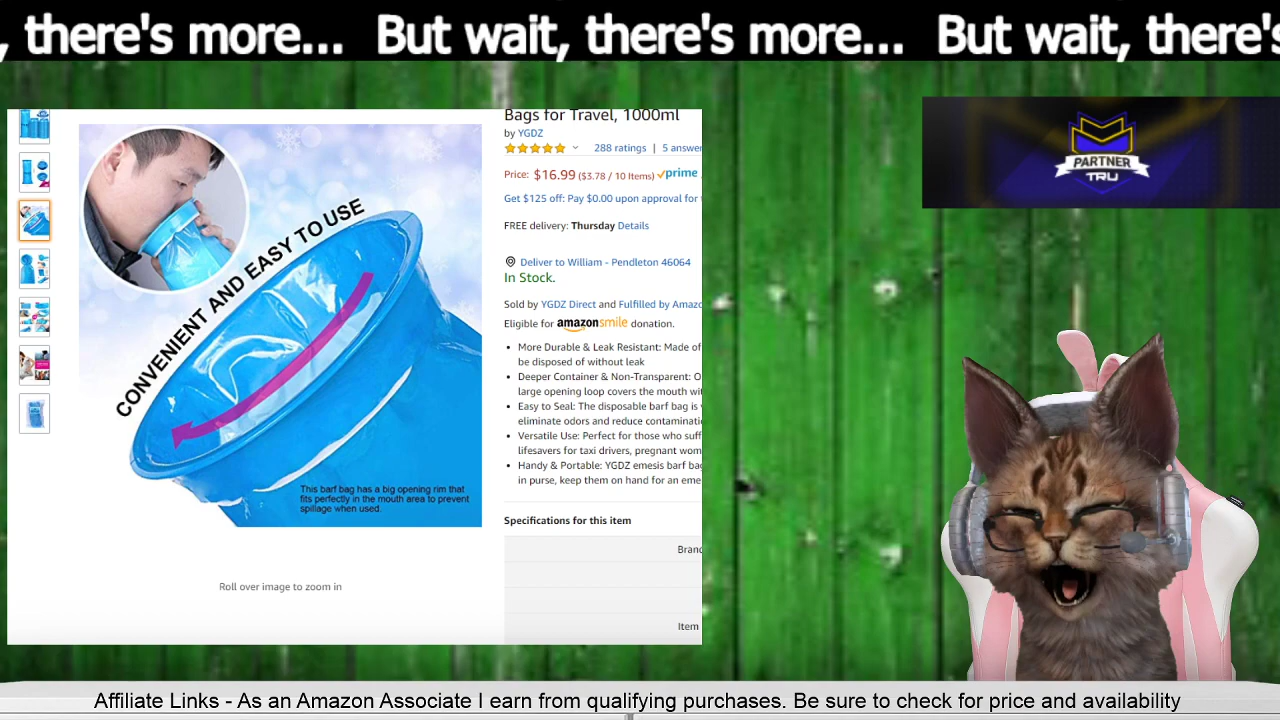 , there's more... But wait, there's more... But wait, there's
Bags for Travel, 1000ml
by YGDZ
288 ratings | 5 answer
Price: $16.99 ($3.78 / 10 Items) prime
Get $125 off: Pay $0.00 upon approval for
FREE delivery: Thursday Details
Deliver to William - Pendleton 46064
In Stock.
Sold by YGDZ Direct and Fulfilled by Amazo
Eligible for amazonsmile donation.
More Durable & Leak Resistant: Made of
be disposed of without leak
Deeper Container & Non-Transparent: O
large opening loop covers the mouth wi
Easy to Seal: The disposable barf bag is
eliminate odors and reduce contaminati
Versatile Use: Perfect for those who suff
lifesavers for taxi drivers, pregnant wom
Handy & Portable: YGDZ emesis barf bag
in purse, keep them on hand for an eme
Specifications for this item
Brand
Item
CONVENIENT AND EASY TO USE
This barf bag has a big opening rim that
fits perfectly in the mouth area to prevent
spillage when used.
Roll over image to zoom in
PARTNER
TRU
Affiliate Links - As an Amazon Associate I earn from qualifying purchases. Be sure to check for price and availability